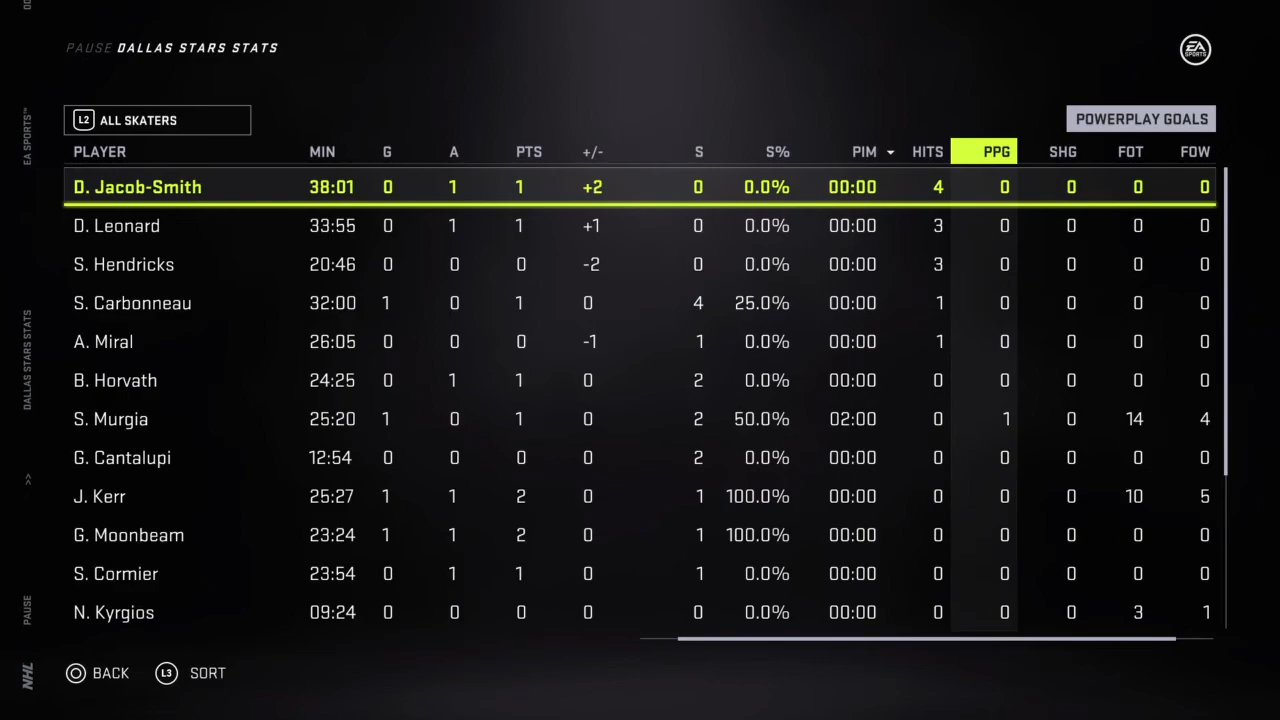 PAUSE DALLAS STARS STATS
EA SPORTS
L2 ALL SKATERS
POWERPLAY GOALS
PLAYER MIN G A PTS +/- S S% PIM HITS PPG SHG FOT FOW
D. Jacob-Smith 38:01 0 1 1 +2 0 0.0% 00:00 4 0 0 0 0
D. Leonard 33:55 0 1 1 +1 0 0.0% 00:00 3 0 0 0 0
S. Hendricks 20:46 0 0 0 -2 0 0.0% 00:00 3 0 0 0 0
S. Carbonneau 32:00 1 0 1 0 4 25.0% 00:00 1 0 0 0 0
A. Miral 26:05 0 0 0 -1 1 0.0% 00:00 1 0 0 0 0
B. Horvath 24:25 0 1 1 0 2 0.0% 00:00 0 0 0 0 0
S. Murgia 25:20 1 0 1 0 2 50.0% 02:00 0 1 0 14 4
G. Cantalupi 12:54 0 0 0 0 2 0.0% 00:00 0 0 0 0 0
J. Kerr 25:27 1 1 2 0 1 100.0% 00:00 0 0 0 10 5
G. Moonbeam 23:24 1 1 2 0 1 100.0% 00:00 0 0 0 0 0
S. Cormier 23:54 0 1 1 0 1 0.0% 00:00 0 0 0 0 0
N. Kyrgios 09:24 0 0 0 0 0 0.0% 00:00 0 0 0 3 1
BACK L3 SORT
NHL PAUSE >> DALLAS STARS STATS EA SPORTS™